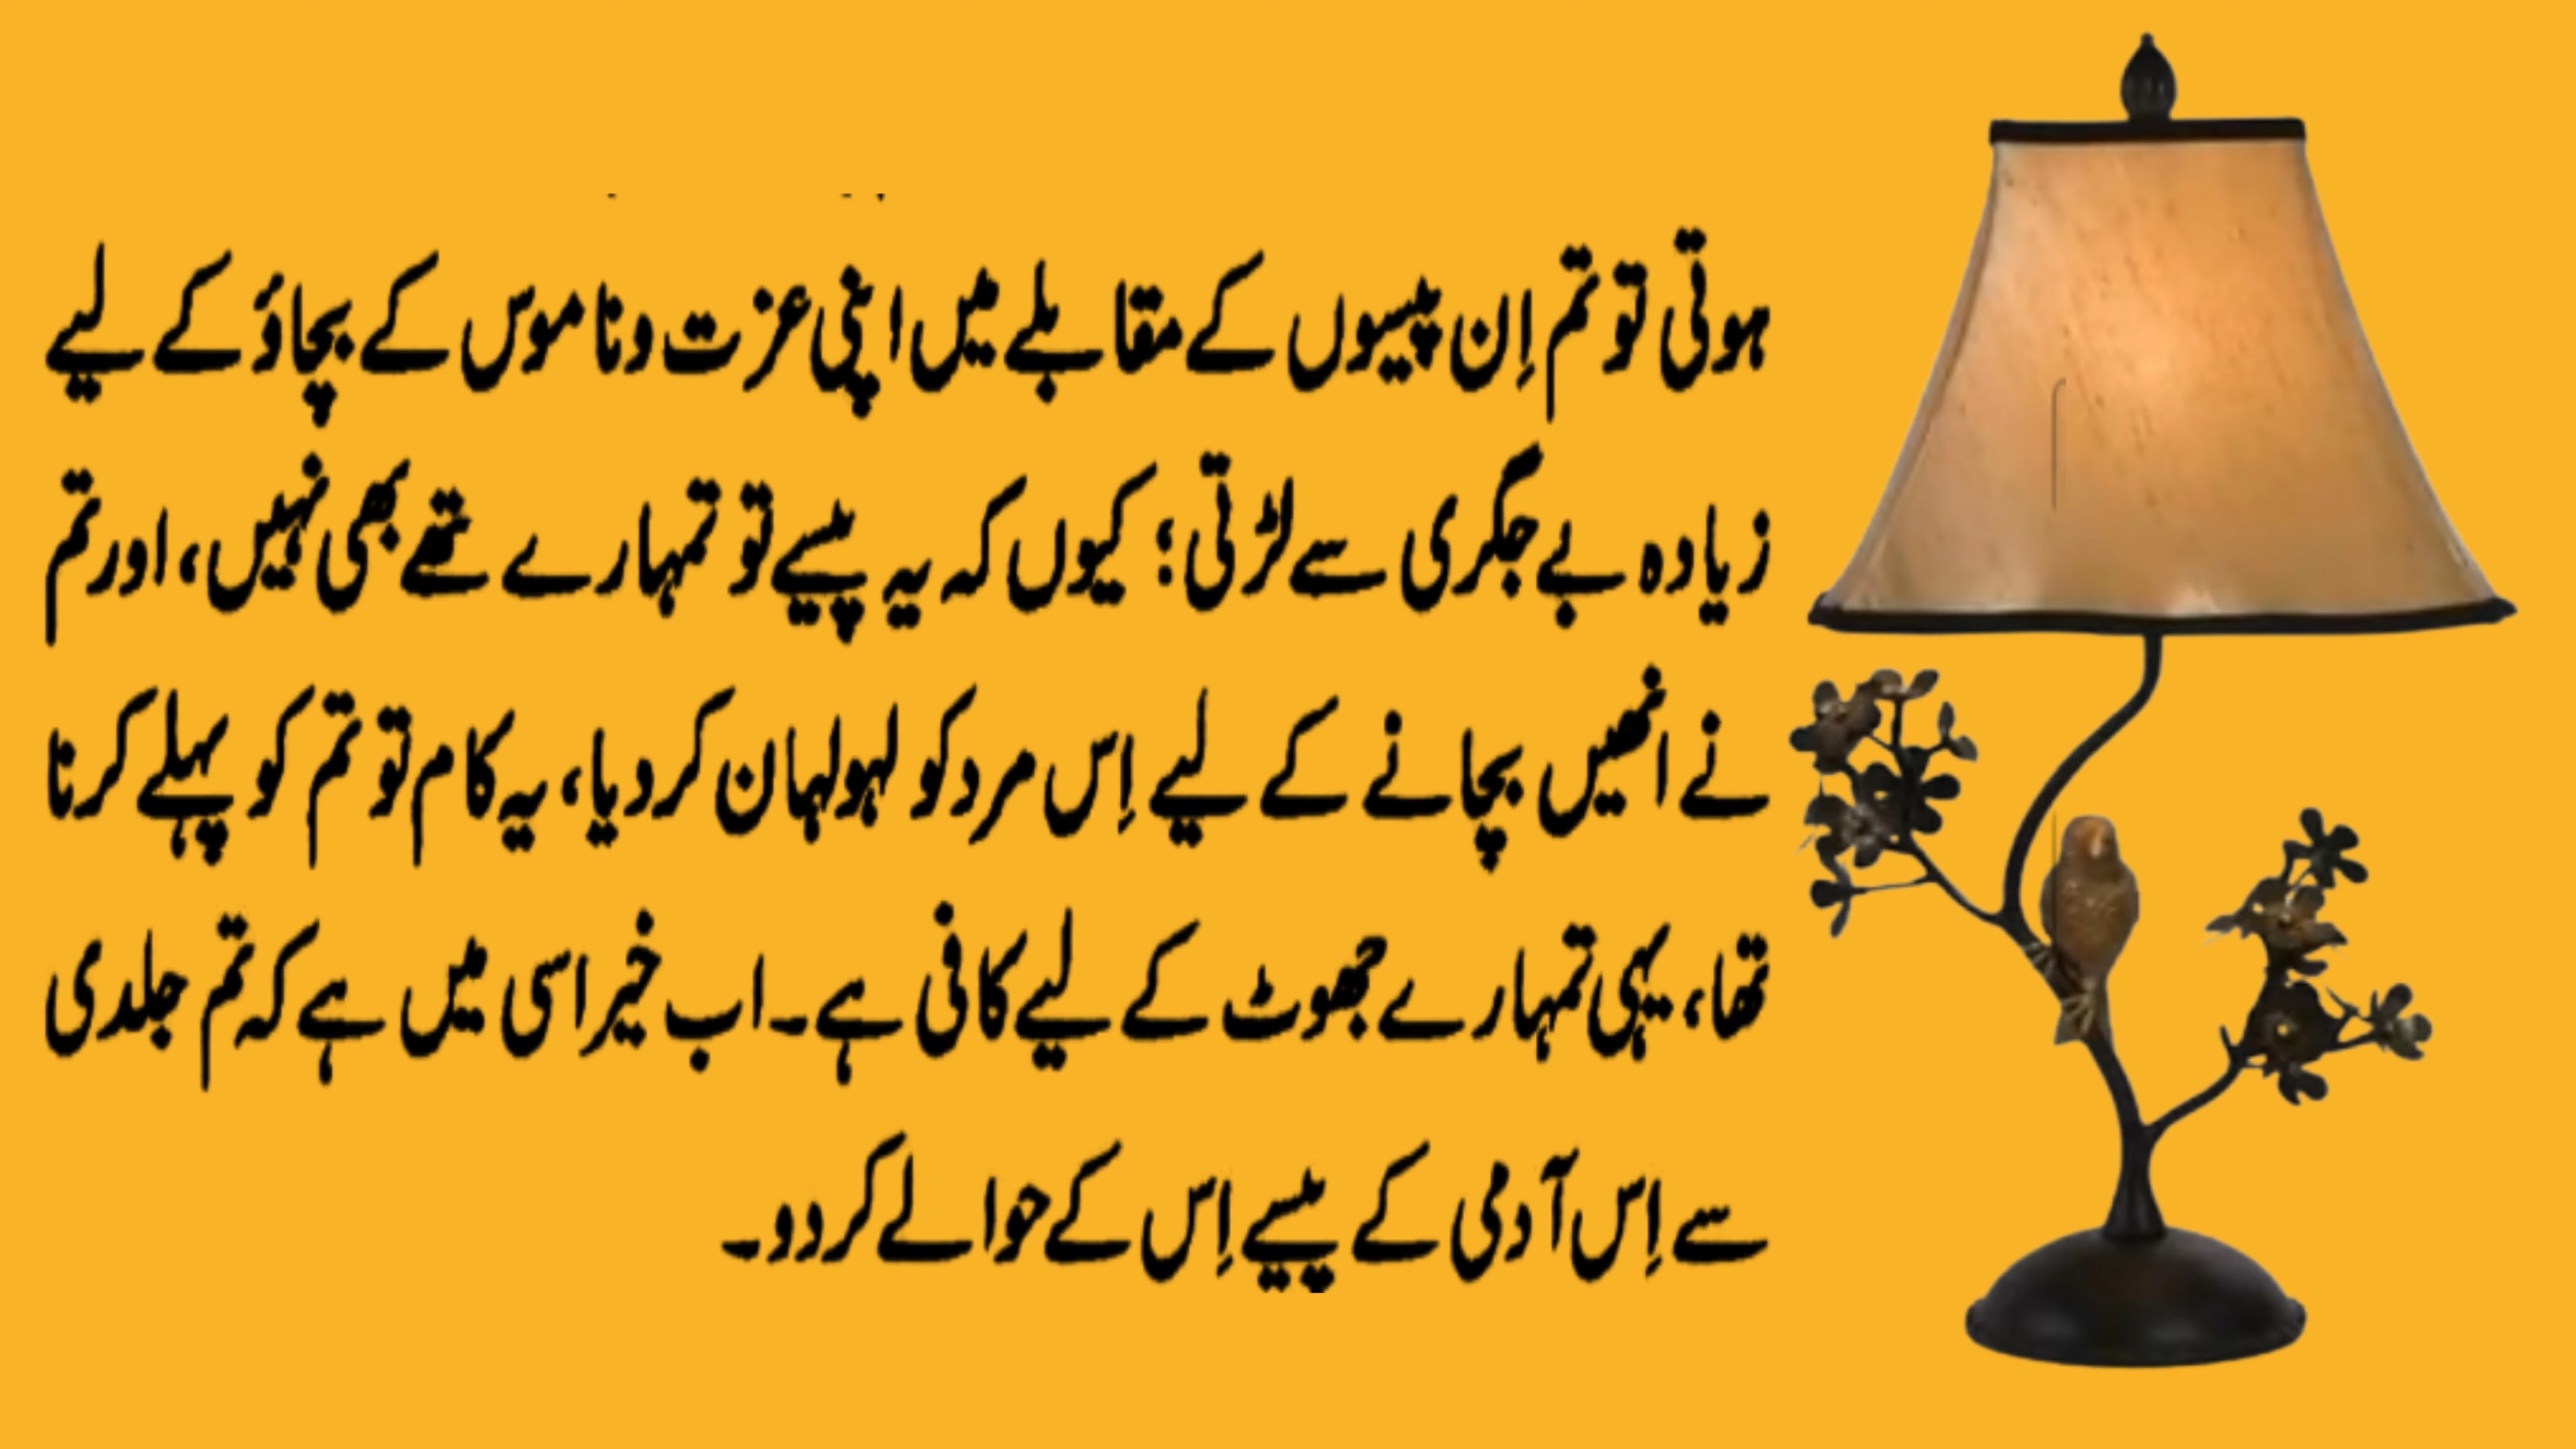 ہوتی تو تم اِن پیسوں کے مقابلے میں اپنی عزت و ناموس کے بچاؤ کے لیے
زیادہ بے جگری سے لڑتی؛ کیوں کہ یہ پیسے تو تمہارے تھے بھی نہیں، اور تم
نے انھیں بچانے کے لیے اِس مرد کو لہولہان کر دیا، یہ کام تو تم کو پہلے کرنا
تھا، یہی تمہارے جھوٹ کے لیے کافی ہے۔ اب خیر اسی میں ہے کہ تم جلدی
سے اِس آدمی کے پیسے اِس کے حوالے کر دو۔